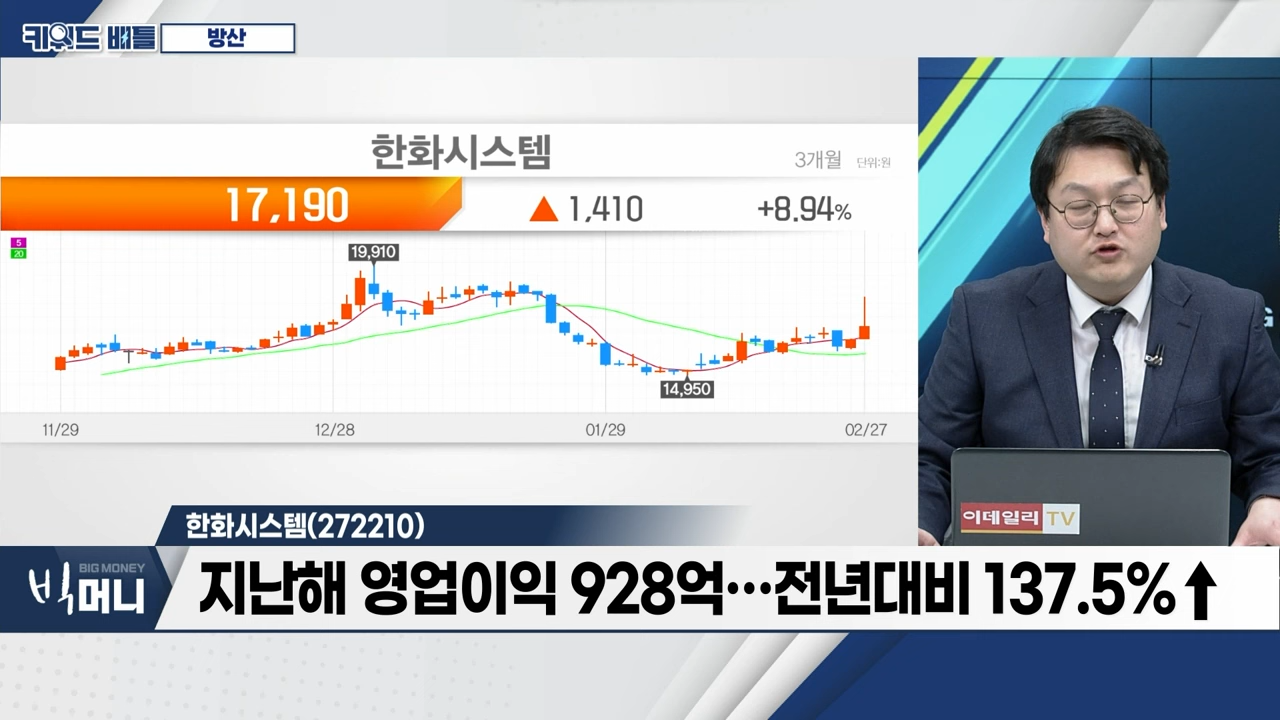 키워드 배틀
방산
한화시스템
3개월 단위:원
17,190 ▲ 1,410 +8.94%
5
20
19,910
14,950
11/29 12/28 01/29 02/27
이데일리 TV
한화시스템(272210)
BIG MONEY
빅머니
지난해 영업이익 928억…전년대비 137.5%↑